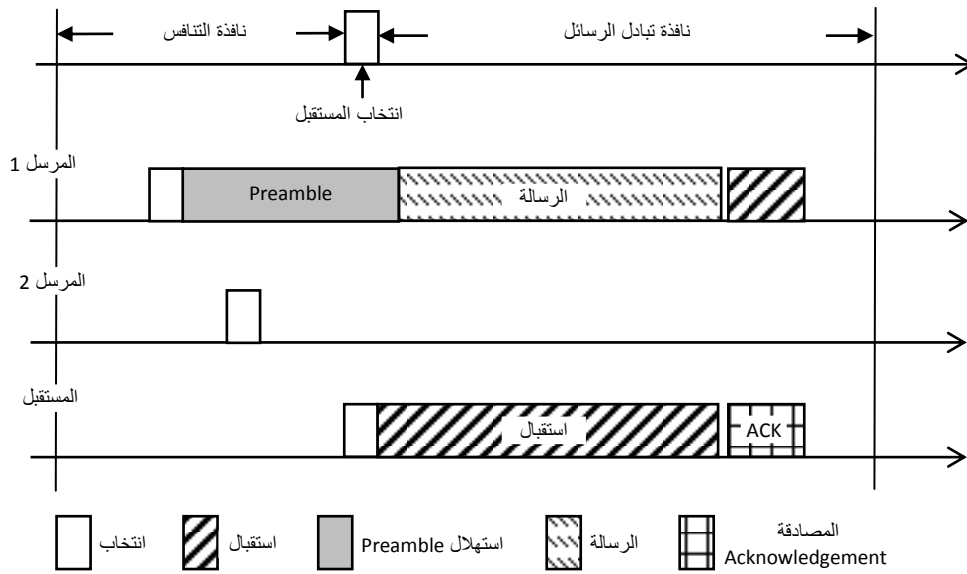 نافذة التنافس
نافذة تبادل الرسائل
انتخاب المستقبل
المرسل 1
Preamble
الرسالة
المرسل 2
المستقبل
استقبال
ACK
انتخاب
استقبال
استهلال Preamble
الرسالة
المصادقة
Acknowledgement